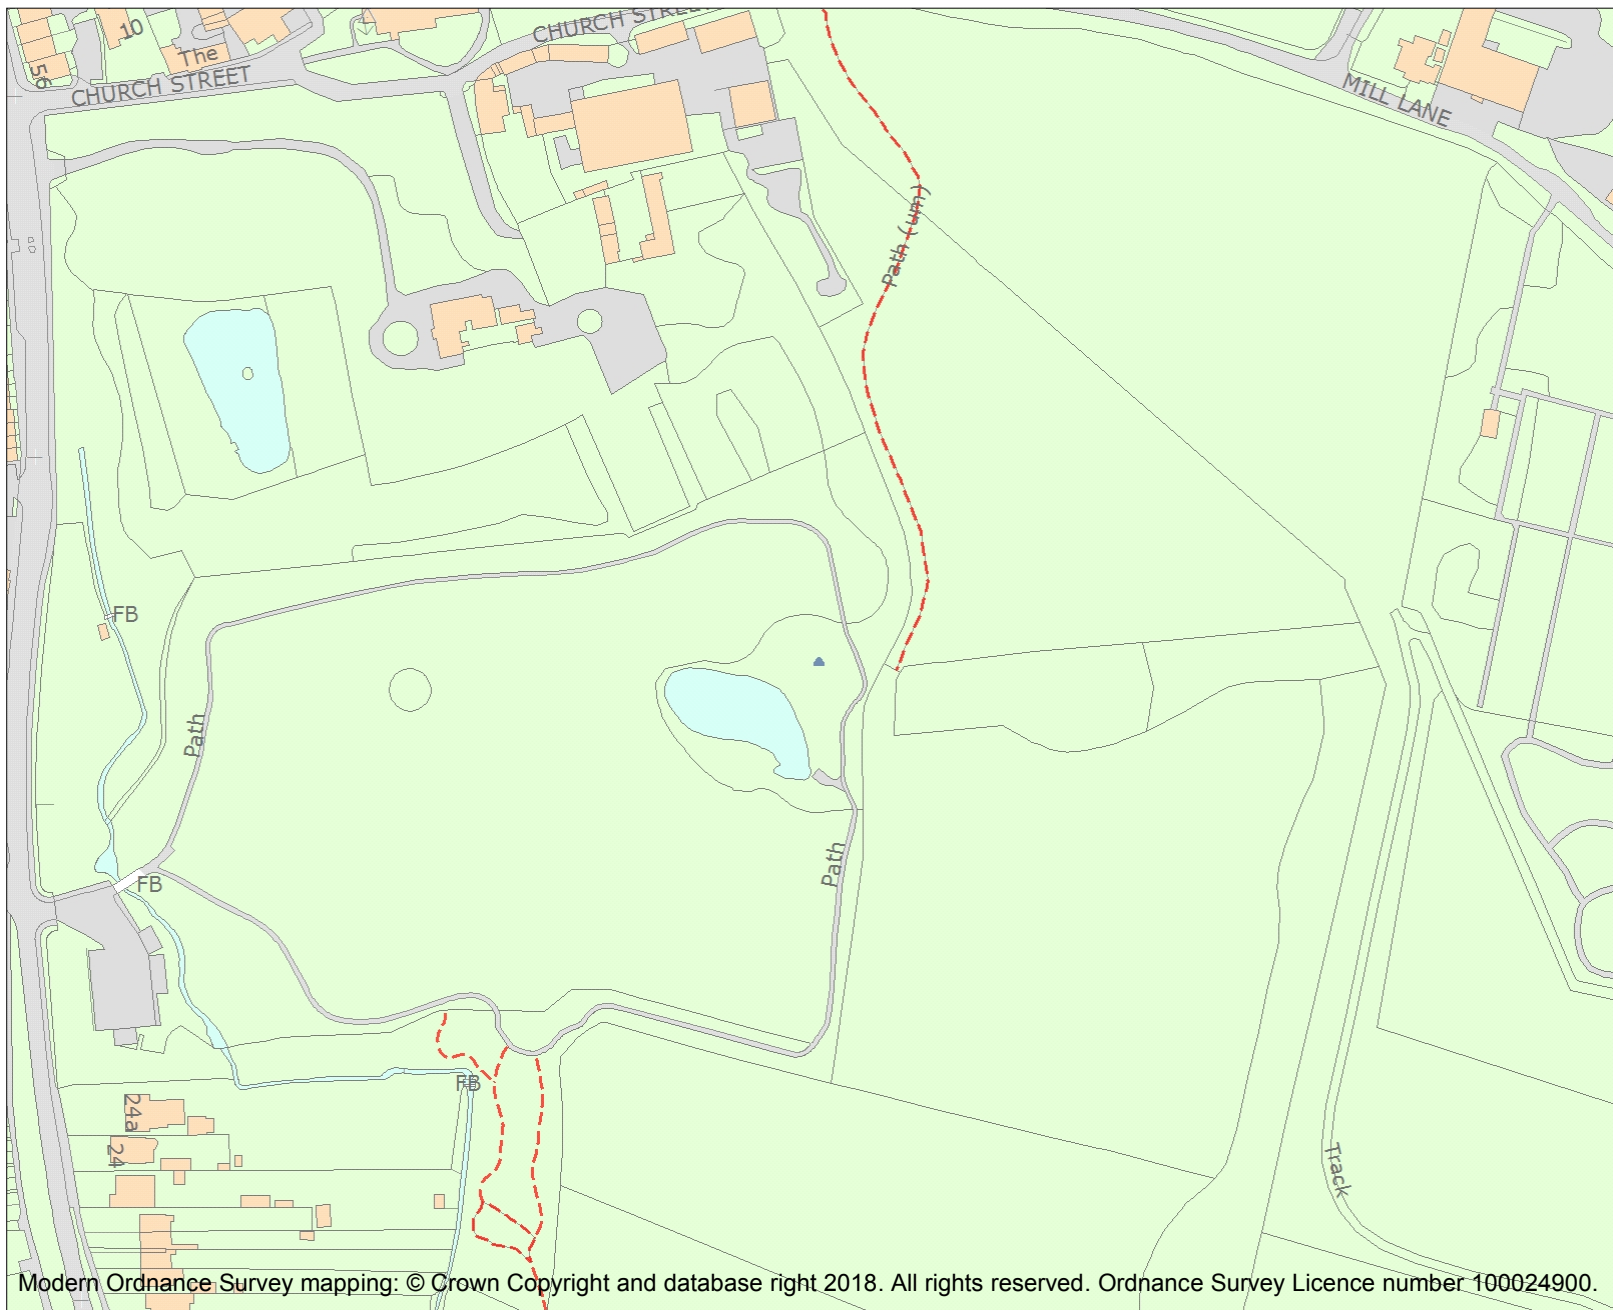 CHURCH STREET
10
The
56
CHURCH STREET
MILL LANE
Path (um)
FB
Path
Path
FB
FB
24a
24
Track
Modern Ordnance Survey mapping: © Crown Copyright and database right 2018. All rights reserved. Ordnance Survey Licence number 100024900.